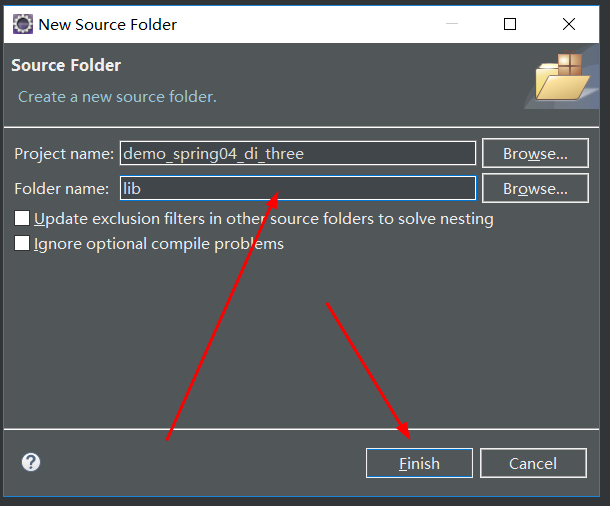 New Source Folder
Source Folder
Create a new source folder.
Project name: demo_spring04_di_three Browse...
Folder name: lib Browse...
Update exclusion filters in other source folders to solve nesting
Ignore optional compile problems
? Finish Cancel